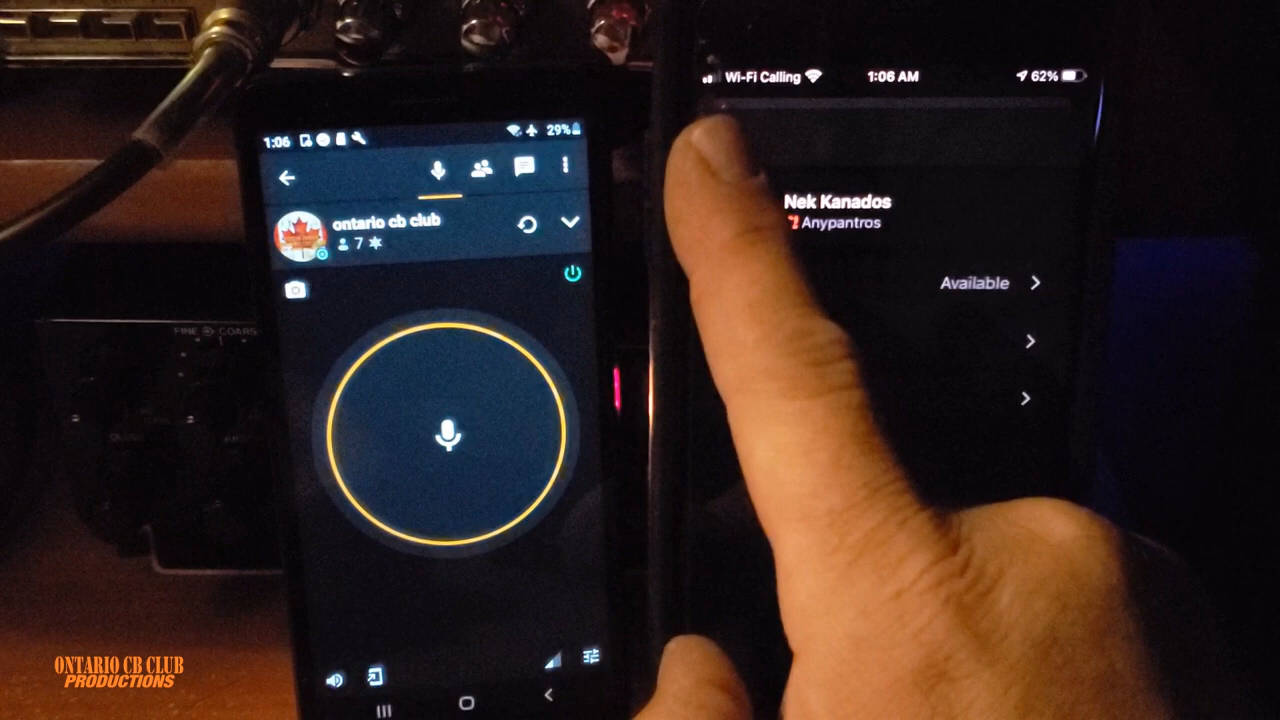 1:06
29%
ontario cb club
7
Wi-Fi Calling
1:06 AM
62%
Nek Kanados
Anypantros
Available
FINE
COARS
ONTARIO CB CLUB
PRODUCTIONS